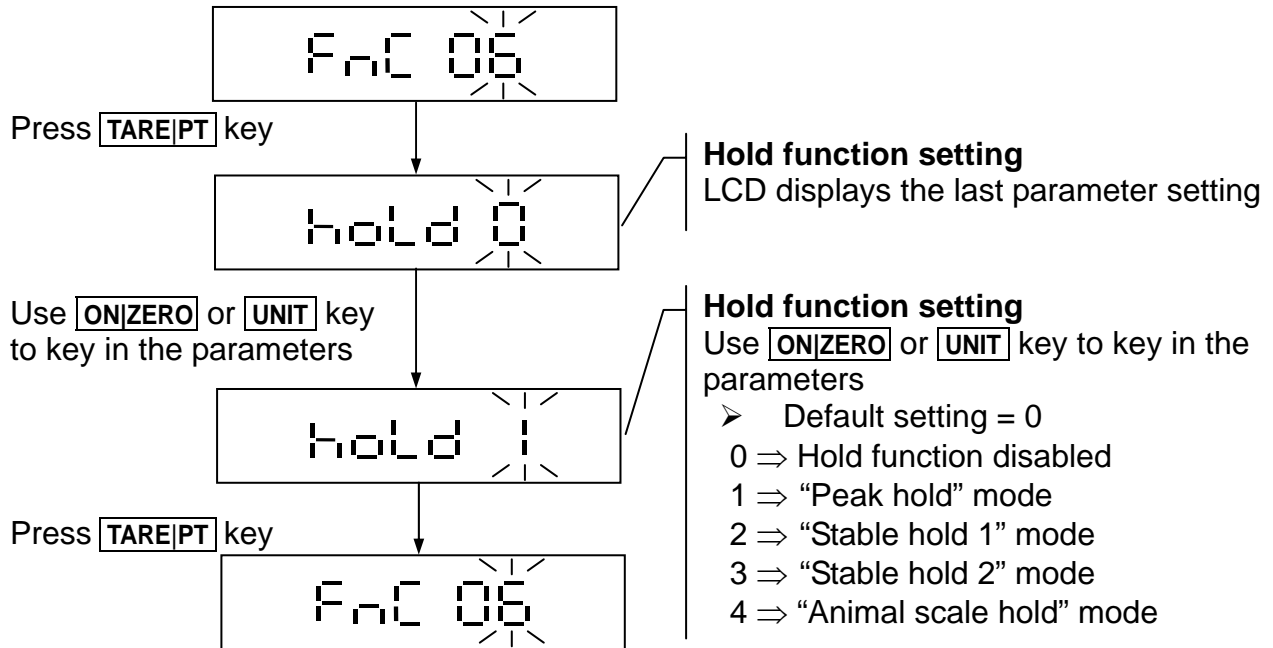 FnC 06
Press TARE|PT key
hoLd 0
Hold function setting
LCD displays the last parameter setting
Use ON|ZERO or UNIT key
to key in the parameters
hoLd 1
Hold function setting
Use ON|ZERO or UNIT key to key in the
parameters
➢ Default setting = 0
0 ⇒ Hold function disabled
1 ⇒ “Peak hold” mode
2 ⇒ “Stable hold 1” mode
3 ⇒ “Stable hold 2” mode
4 ⇒ “Animal scale hold” mode
Press TARE|PT key
FnC 06